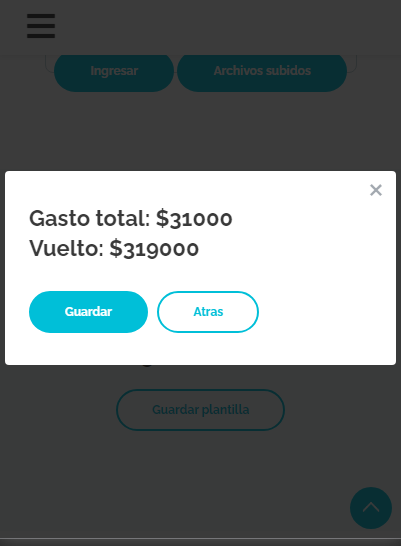 Ingresar
Archivos subidos
Gasto total: $31000
Vuelto: $319000
Guardar
Atras
Guardar plantilla